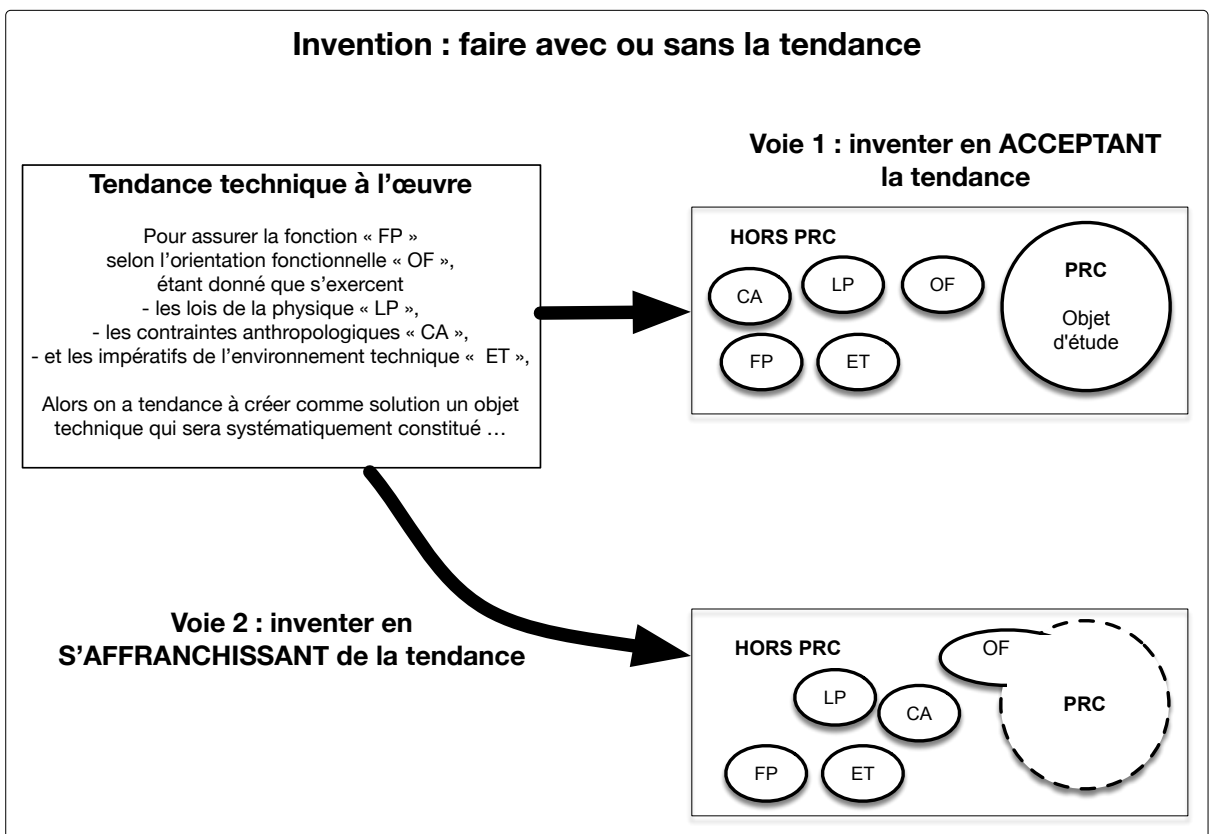 Invention : faire avec ou sans la tendance
Tendance technique à l’œuvre
Pour assurer la fonction « FP »
selon l’orientation fonctionnelle « OF »,
étant donné que s’exercent
- les lois de la physique « LP »,
- les contraintes anthropologiques « CA »,
- et les impératifs de l’environnement technique «  ET »,
Alors on a tendance à créer comme solution un objet
technique qui sera systématiquement constitué …
Voie 1 : inventer en ACCEPTANT
la tendance
HORS PRC
CA
LP
OF
FP
ET
PRC
Objet
d'étude
Voie 2 : inventer en
S’AFFRANCHISSANT de la tendance
HORS PRC
OF
LP
CA
PRC
FP
ET